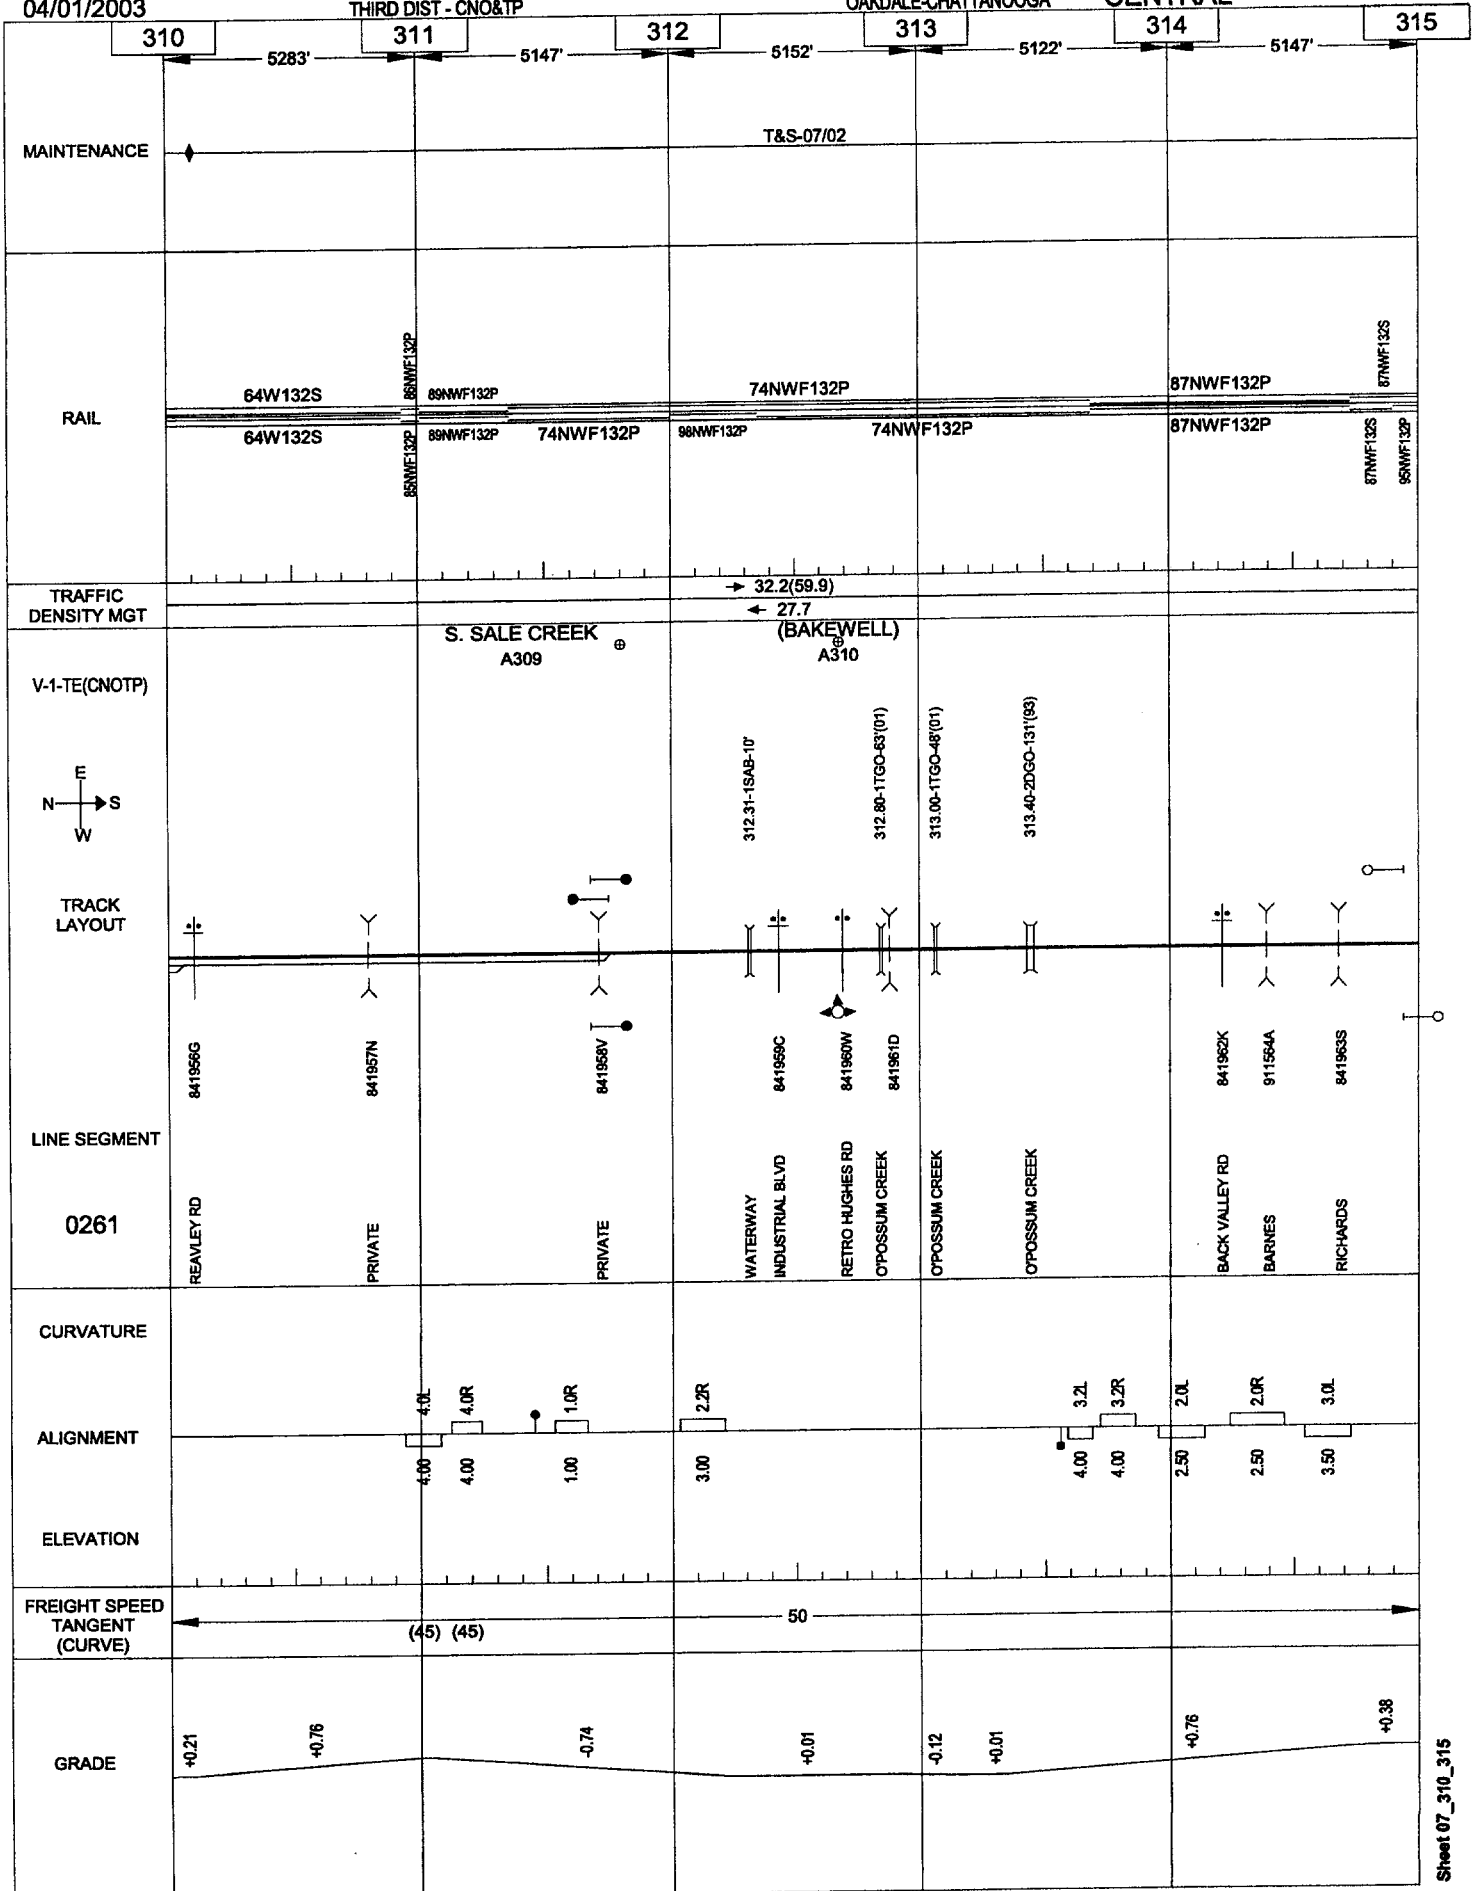 04/01/2003 THIRD DIST - CNO&TP OAKDALE-CHATTANOOGA CENTRAL
310 311 312 313 314 315
5283' 5147' 5152' 5122' 5147'
MAINTENANCE
T&S-07/02
RAIL
64W132S
64W132S
86NWF132P
85NWF132P
89NWF132P
89NWF132P
74NWF132P
98NWF132P
74NWF132P
74NWF132P
87NWF132P
87NWF132P
87NWF132S
87NWF132S
95NWF132P
TRAFFIC
DENSITY MGT
32.2(59.9)
27.7
S. SALE CREEK
A309
(BAKEWELL)
A310
V-1-TE(CNOTP)
E
N S
W
312.31-1SAB-10'
312.80-1TGO-63'(01)
313.00-1TGO-48'(01)
313.40-2DGO-131'(93)
TRACK
LAYOUT
841956G
841957N
841958V
841959C
841960W
841961D
841962K
911564A
841963S
LINE SEGMENT
0261
REAVLEY RD
PRIVATE
PRIVATE
WATERWAY
INDUSTRIAL BLVD
RETRO HUGHES RD
O'POSSUM CREEK
O'POSSUM CREEK
O'POSSUM CREEK
BACK VALLEY RD
BARNES
RICHARDS
CURVATURE
4.0L 4.0R 1.0R 2.2R 3.2L 3.2R 2.0L 2.0R 3.0L
ALIGNMENT
4.00 4.00 1.00 3.00 4.00 4.00 2.50 2.50 3.50
ELEVATION
FREIGHT SPEED
TANGENT
(CURVE)
50
(45) (45)
GRADE
+0.21 +0.76 -0.74 +0.01 -0.12 +0.01 +0.76 +0.38
Sheet 07_310_315